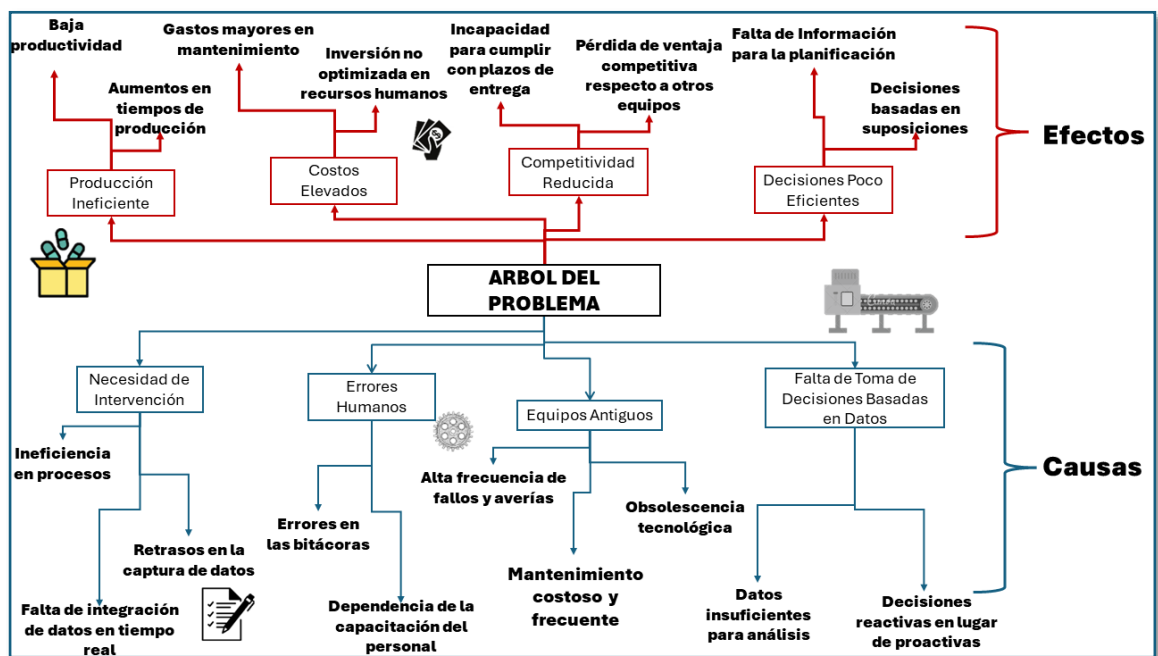 Baja
productividad
Gastos mayores en
mantenimiento
Incapacidad
para cumplir
con plazos de
entrega
Pérdida de ventaja
competitiva
respecto a otros
equipos
Falta de Información
para la planificación
Aumentos en
tiempos de
producción
Inversión no
optimizada en
recursos humanos
Decisiones
basadas en
suposiciones
Efectos
Producción
Ineficiente
Costos
Elevados
Competitividad
Reducida
Decisiones Poco
Eficientes
ARBOL DEL
PROBLEMA
Necesidad de
Intervención
Errores
Humanos
Equipos Antiguos
Falta de Toma de
Decisiones Basadas
en Datos
Causas
Ineficiencia
en procesos
Retrasos en la
captura de datos
Falta de integración
de datos en tiempo
real
Errores en
las bitácoras
Dependencia de la
capacitación del
personal
Alta frecuencia de
fallos y averías
Mantenimiento
costoso y
frecuente
Obsolescencia
tecnológica
Datos
insuficientes
para análisis
Decisiones
reactivas en lugar
de proactivas